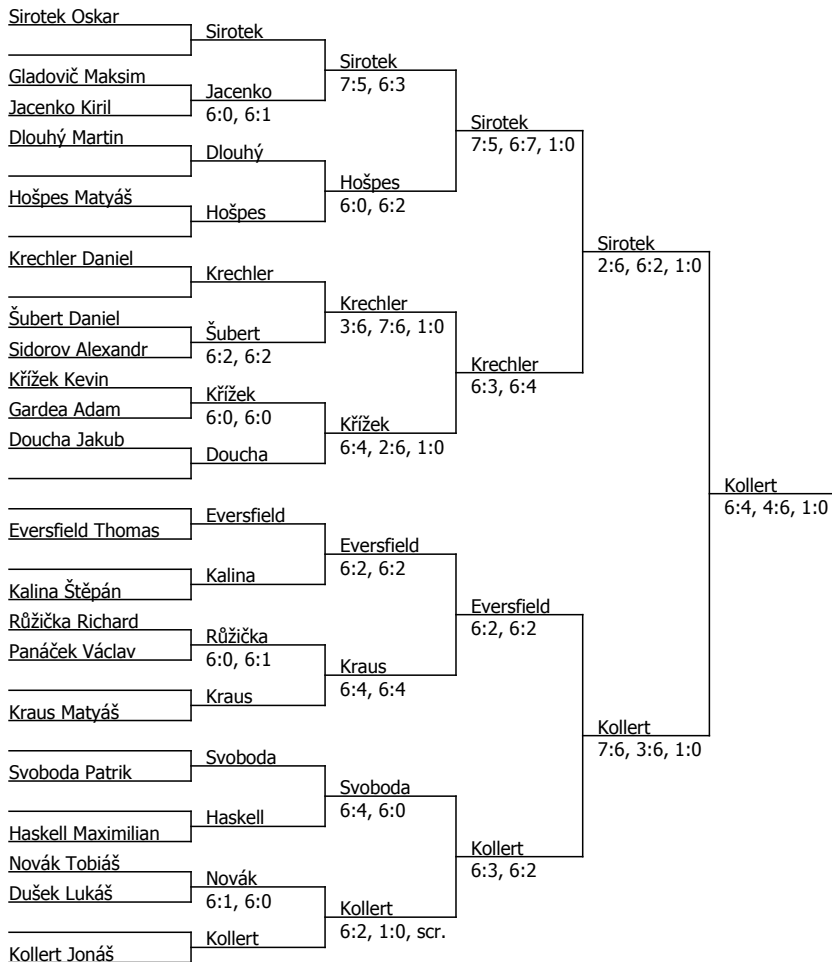 Sirotek Oskar
Sirotek
Gladovič Maksim
Jacenko Kiril
Jacenko
6:0, 6:1
Sirotek
7:5, 6:3
Dlouhý Martin
Dlouhý
Hošpes Matyáš
Hošpes
Hošpes
6:0, 6:2
Sirotek
7:5, 6:7, 1:0
Krechler Daniel
Krechler
Šubert Daniel
Sidorov Alexandr
Šubert
6:2, 6:2
Krechler
3:6, 7:6, 1:0
Křížek Kevin
Gardea Adam
Křížek
6:0, 6:0
Doucha Jakub
Doucha
Křížek
6:4, 2:6, 1:0
Krechler
6:3, 6:4
Sirotek
2:6, 6:2, 1:0
Eversfield Thomas
Eversfield
Kalina Štěpán
Kalina
Eversfield
6:2, 6:2
Růžička Richard
Panáček Václav
Růžička
6:0, 6:1
Kraus Matyáš
Kraus
Kraus
6:4, 6:4
Eversfield
6:2, 6:2
Svoboda Patrik
Svoboda
Haskell Maximilian
Haskell
Svoboda
6:4, 6:0
Novák Tobiáš
Dušek Lukáš
Novák
6:1, 6:0
Kollert Jonáš
Kollert
Kollert
6:2, 1:0, scr.
Kollert
6:3, 6:2
Kollert
7:6, 3:6, 1:0
Kollert
6:4, 4:6, 1:0